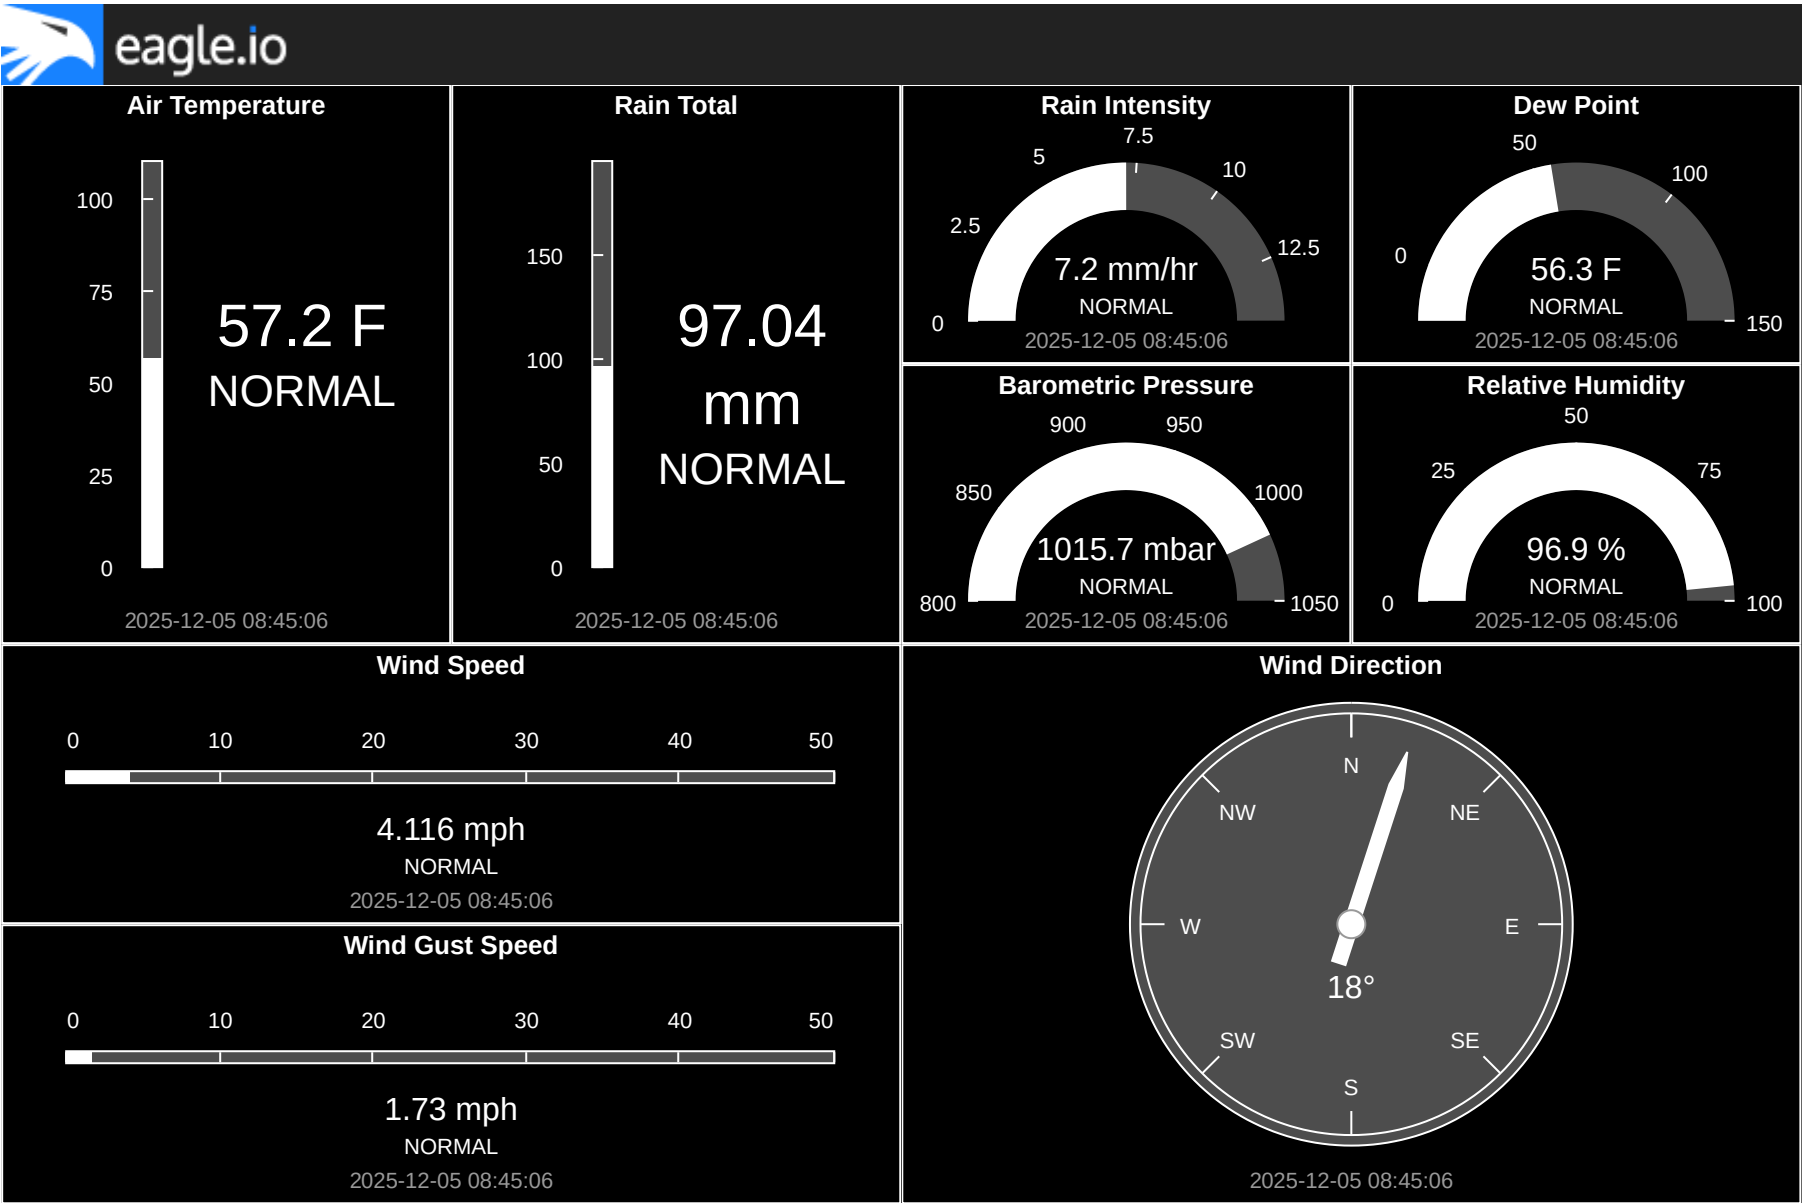 eagle.io
Air Temperature
100
75
50
25
0
57.2 F
NORMAL
2025-12-05 08:45:06
Rain Total
150
100
50
0
97.04
mm
NORMAL
2025-12-05 08:45:06
Rain Intensity
0
2.5
5
7.5
10
12.5
7.2 mm/hr
NORMAL
2025-12-05 08:45:06
Dew Point
0
50
100
150
56.3 F
NORMAL
2025-12-05 08:45:06
Barometric Pressure
800
850
900
950
1000
1050
1015.7 mbar
NORMAL
2025-12-05 08:45:06
Relative Humidity
0
25
50
75
100
96.9 %
NORMAL
2025-12-05 08:45:06
Wind Speed
0 10 20 30 40 50
4.116 mph
NORMAL
2025-12-05 08:45:06
Wind Gust Speed
0 10 20 30 40 50
1.73 mph
NORMAL
2025-12-05 08:45:06
Wind Direction
N
NW NE
W E
18°
SW SE
S
2025-12-05 08:45:06